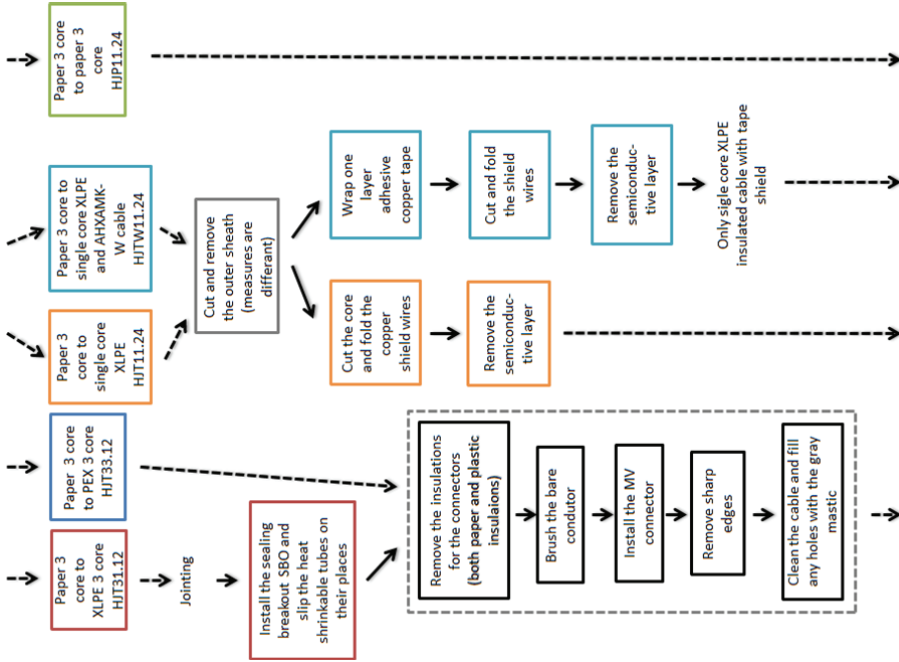 Paper 3
core to
XLPE 3 core
HJT31.12
Paper 3 core
to PEX 3 core
HJT33.12
Paper 3
core to
single core
XLPE
HJT11.24
Paper 3 core to
single core XLPE
and AHXAMK-
W cable
HJTW11.24
Paper 3 core
to paper 3
core
HJP11.24
Jointing
Cut and remove
the outer sheath
(measures are
differant)
Install the sealing
breakout SBO and
slip the heat
shrinkable tubes on
their places
Cut the core
and fold the
copper
shield wires
Wrap one
layer
adhesive
copper tape
Remove the insulations
for the connectors
(both paper and plastic
insulaions)
Remove the
semiconduc-
tive layer
Cut and fold
the shield
wires
Brush the bare
condutor
Remove the
semiconduc-
tive layer
Install the MV
connector
Remove sharp
edges
Only sigle core XLPE
insulated cable with tape
shield
Clean the cable and fill
any holes with the gray
mastic